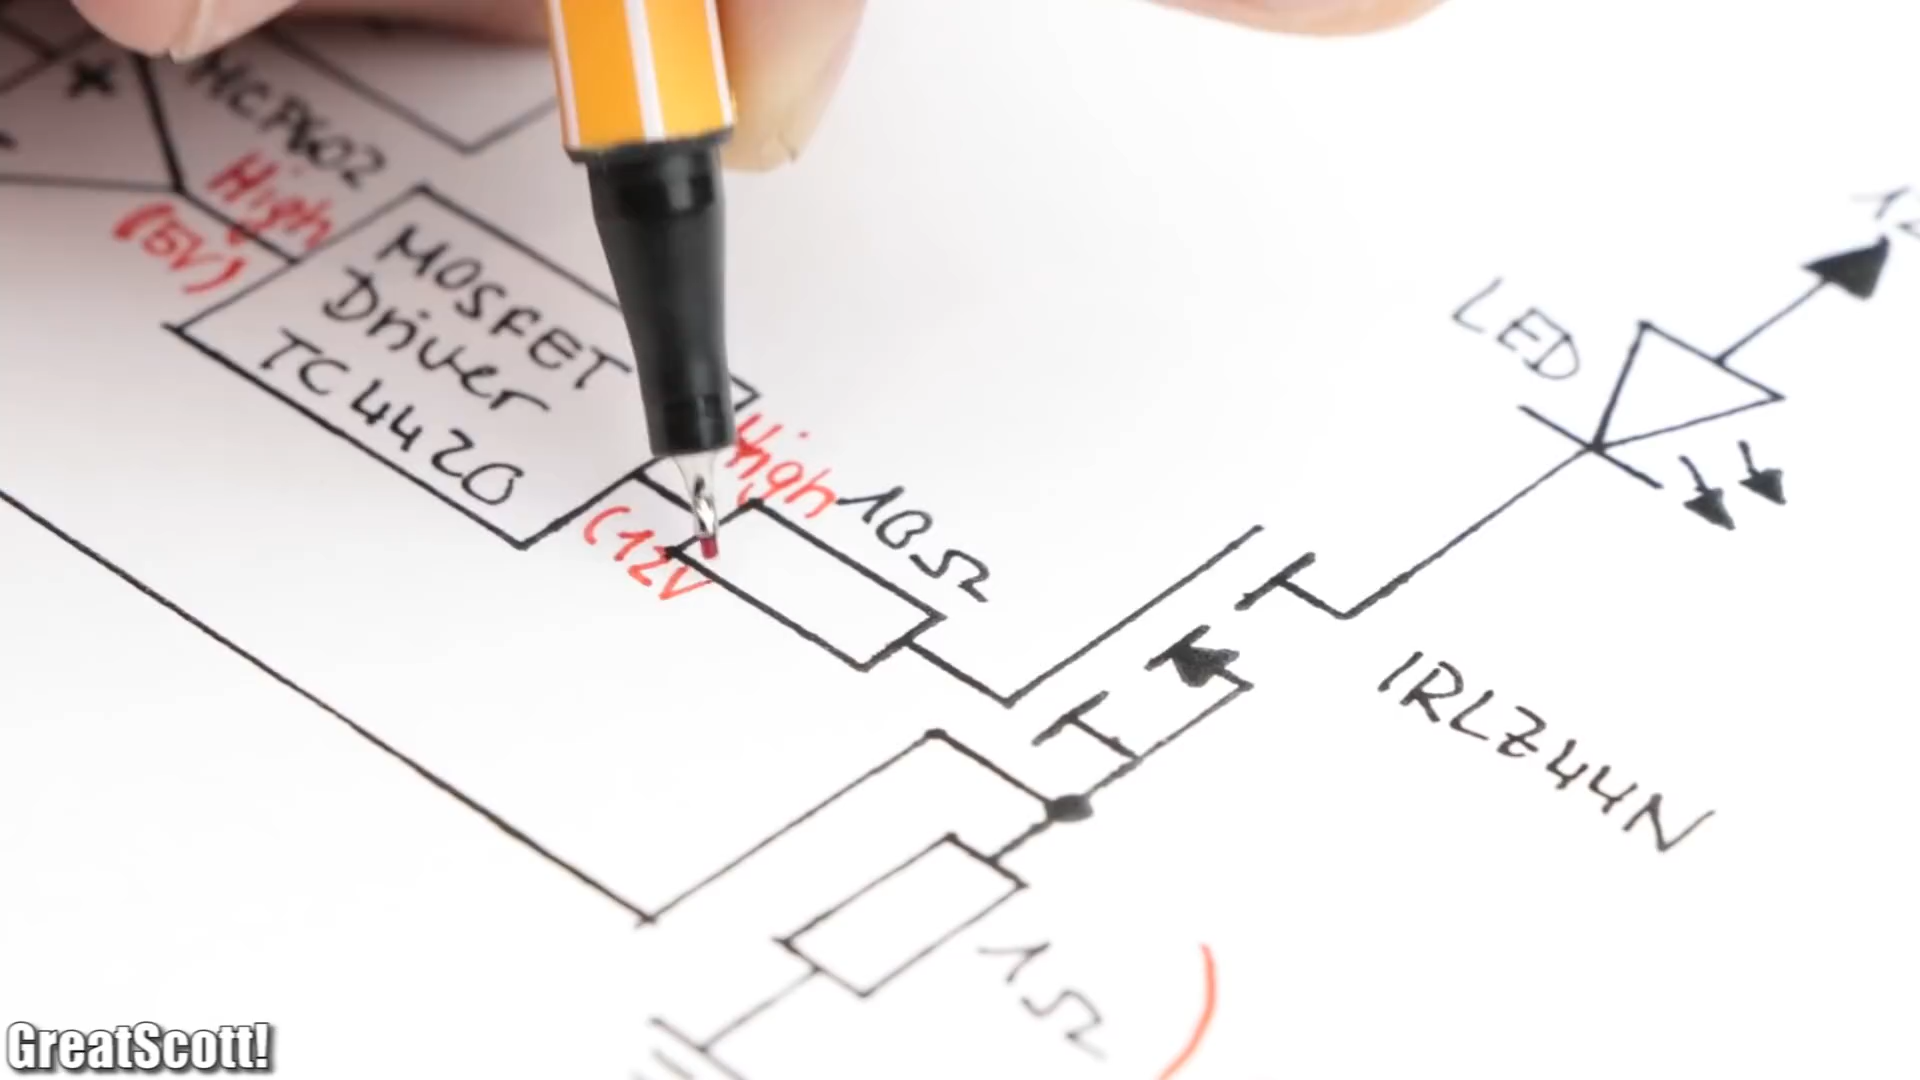 +
-
MCP602
High
(5V)
MOSFET
Driver
TC4420
High
(12V
10Ω
LED
IRLZ44N
1Ω
)
GreatScott!